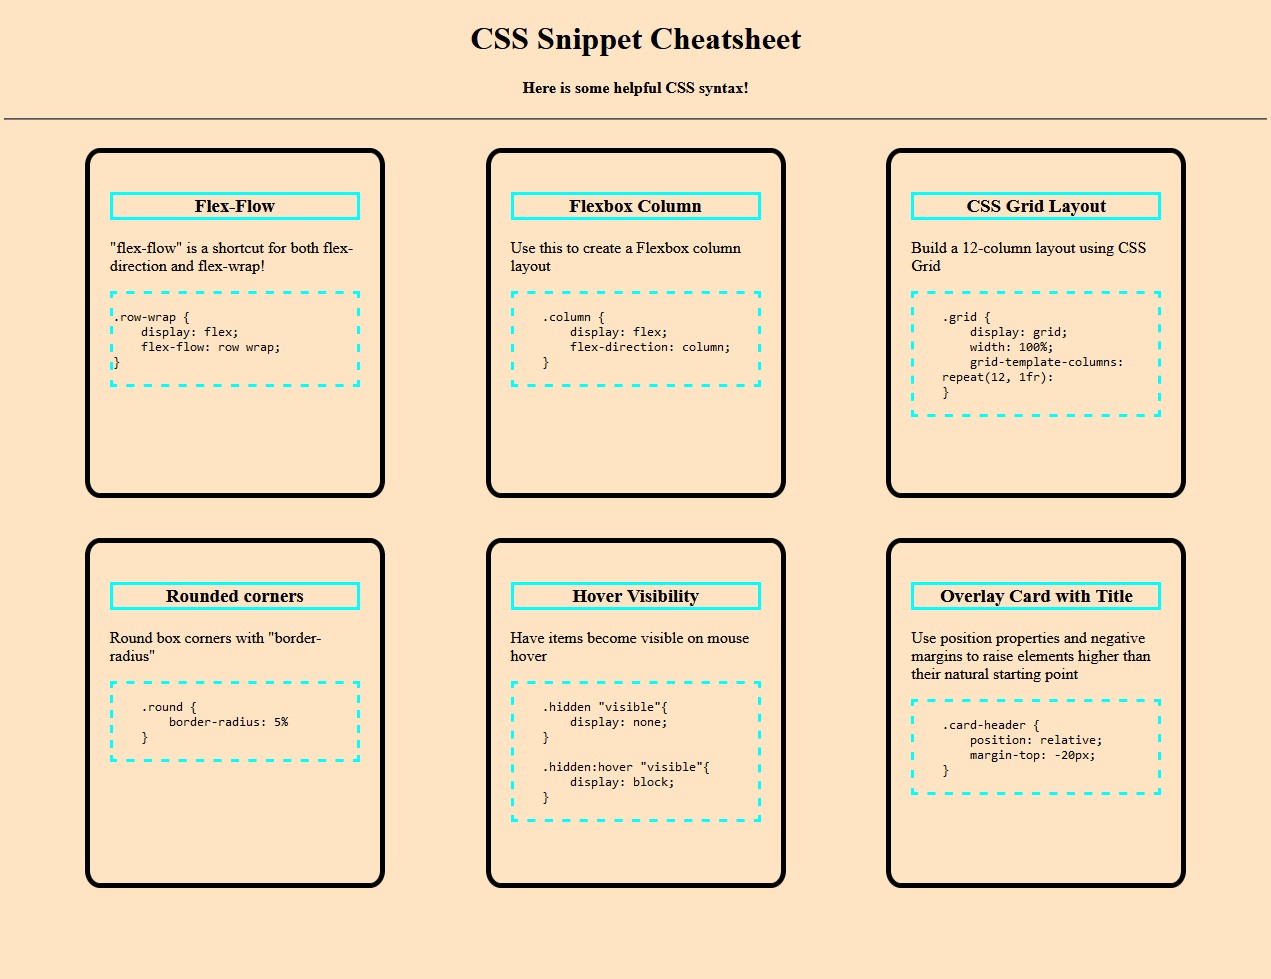 CSS Snippet Cheatsheet
Here is some helpful CSS syntax!
Flex-Flow
"flex-flow" is a shortcut for both flex-
direction and flex-wrap!
.row-wrap {
    display: flex;
    flex-flow: row wrap;
}
Flexbox Column
Use this to create a Flexbox column
layout
.column {
    display: flex;
    flex-direction: column;
}
CSS Grid Layout
Build a 12-column layout using CSS
Grid
.grid {
    display: grid;
    width: 100%;
    grid-template-columns:
repeat(12, 1fr):
}
Rounded corners
Round box corners with "border-
radius"
.round {
    border-radius: 5%
}
Hover Visibility
Have items become visible on mouse
hover
.hidden "visible"{
    display: none;
}
.hidden:hover "visible"{
    display: block;
}
Overlay Card with Title
Use position properties and negative
margins to raise elements higher than
their natural starting point
.card-header {
    position: relative;
    margin-top: -20px;
}